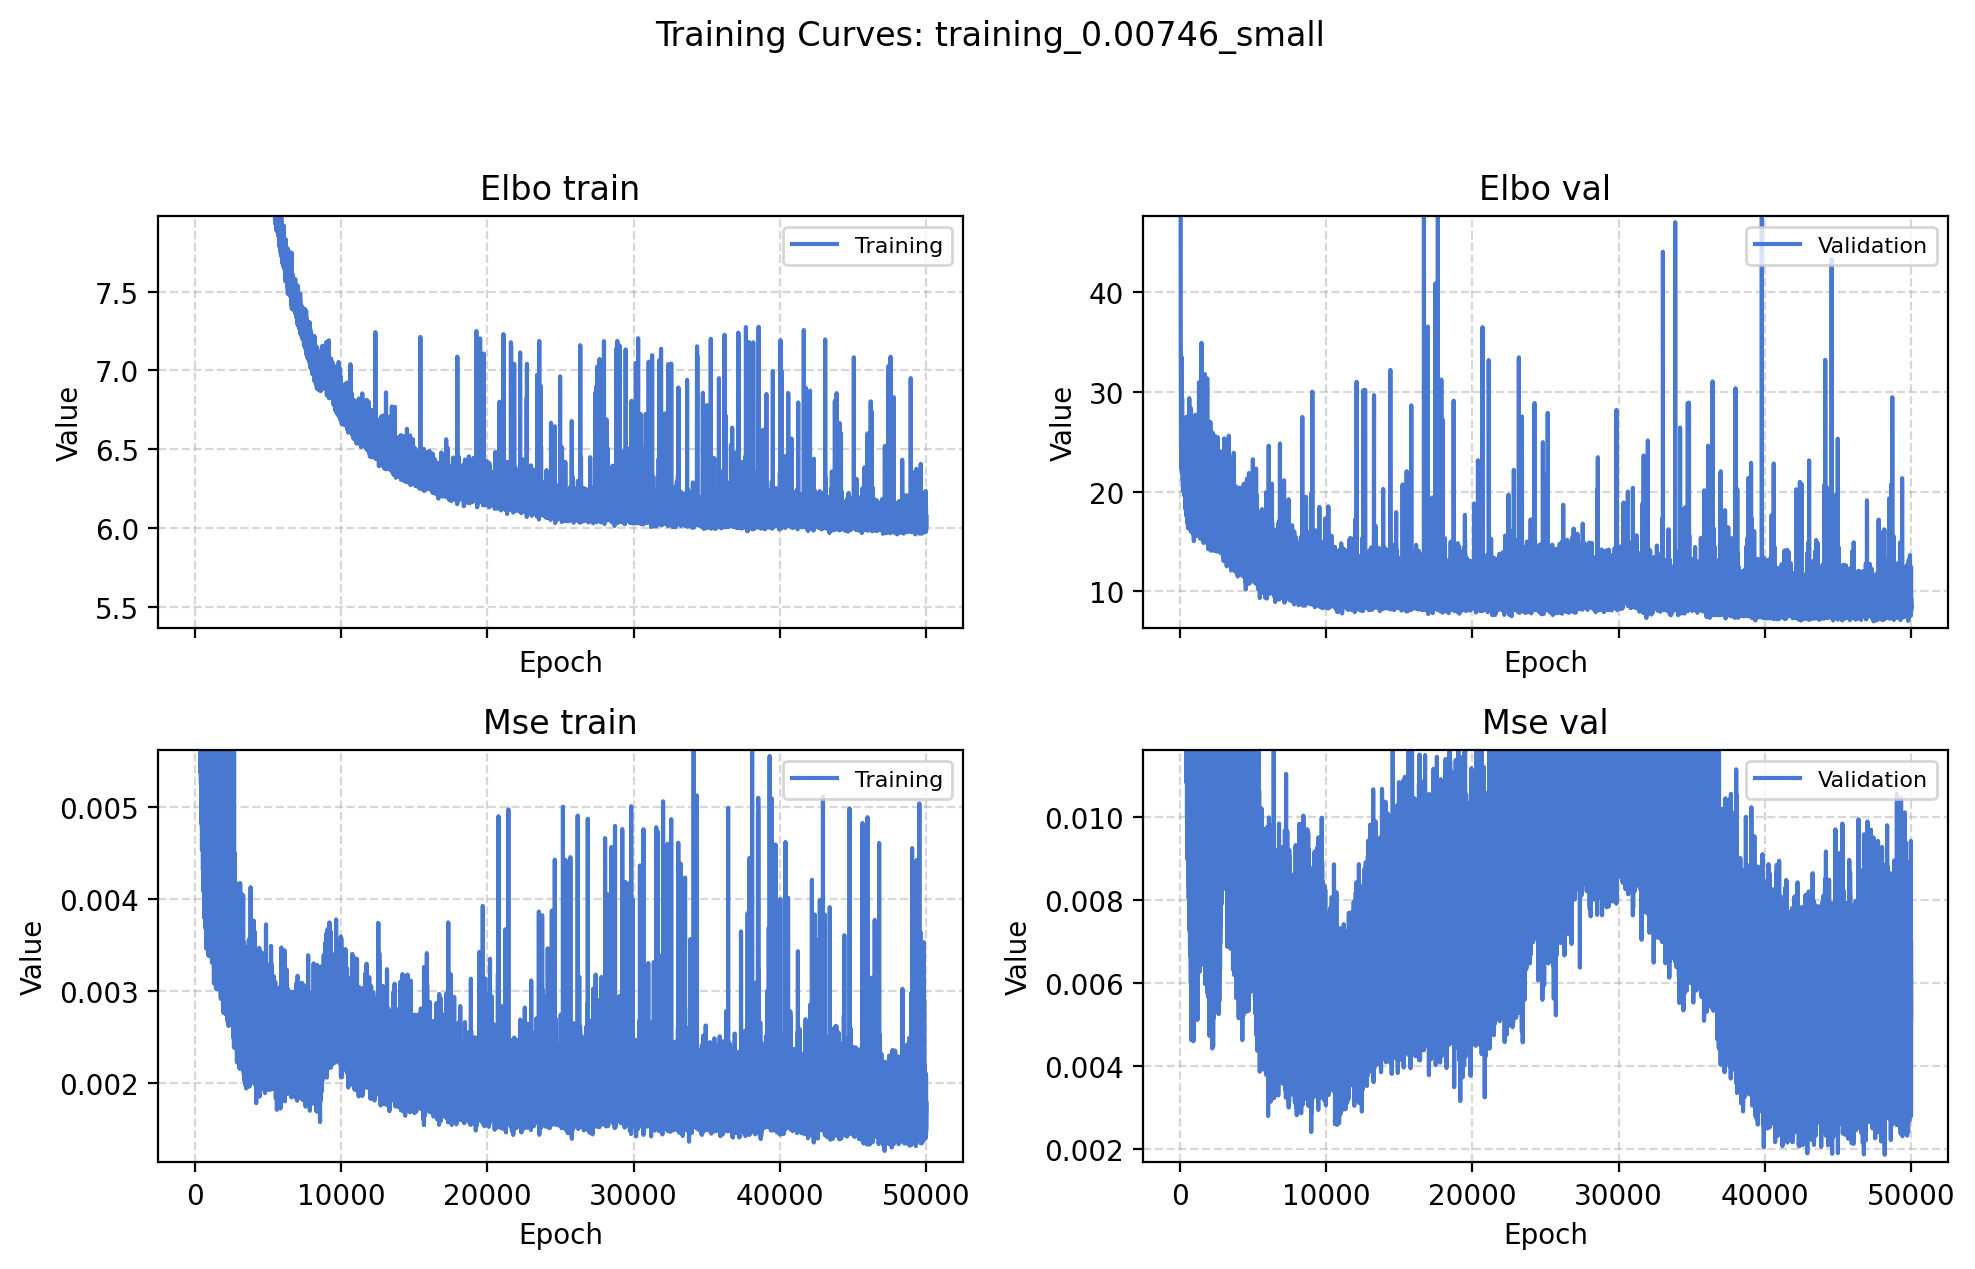 Training Curves: training_0.00746_small
Elbo train
Elbo val
Value
7.5
7.0
6.5
6.0
5.5
Training
Epoch
Value
40
30
20
10
Validation
Epoch
Mse train
Mse val
Value
0.005
0.004
0.003
0.002
Training
0
10000
20000
30000
40000
50000
Epoch
Value
0.010
0.008
0.006
0.004
0.002
Validation
0
10000
20000
30000
40000
50000
Epoch